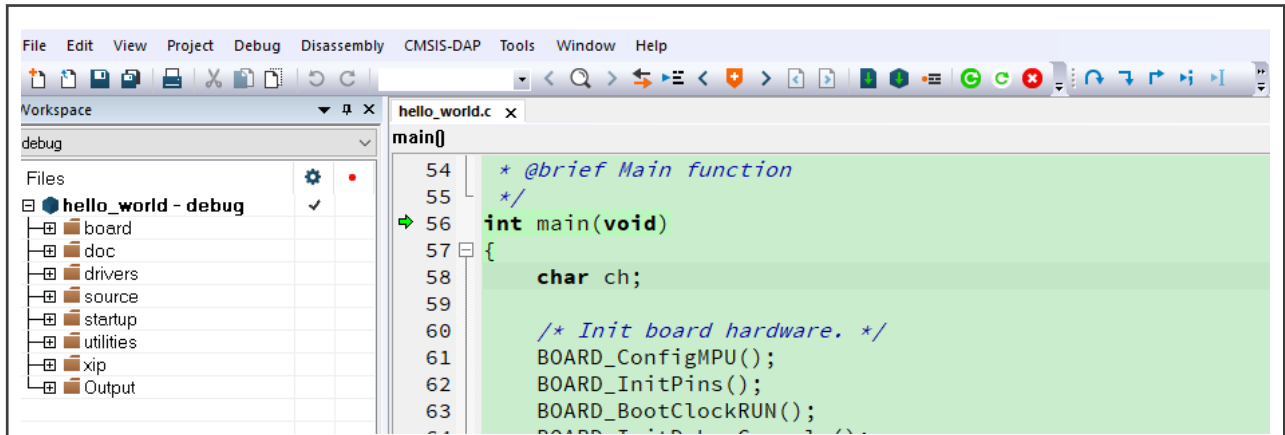 File Edit View Project Debug Disassembly CMSIS-DAP Tools Window Help
Workspace
hello_world.c x
debug
main()
Files
hello_world - debug
board
doc
drivers
source
startup
utilities
xip
Output
54 * @brief Main function
55 */
56 int main(void)
57 {
58 char ch;
59
60 /* Init board hardware. */
61 BOARD_ConfigMPU();
62 BOARD_InitPins();
63 BOARD_BootClockRUN();